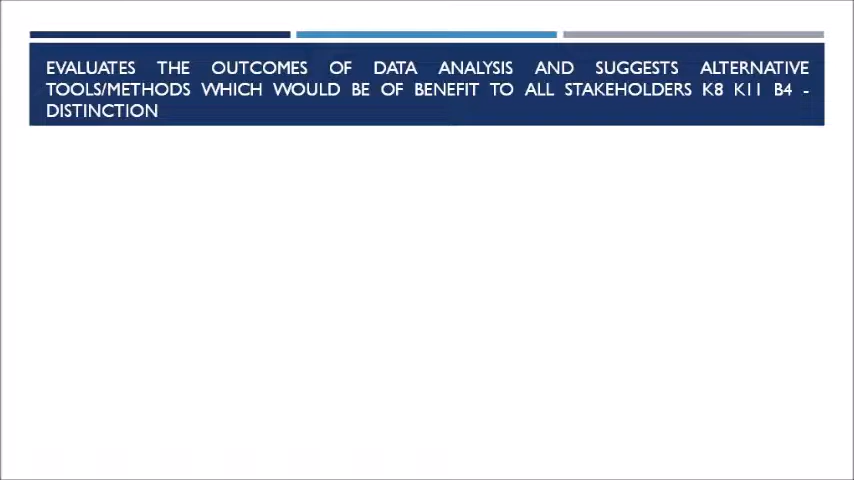 EVALUATES THE OUTCOMES OF DATA ANALYSIS AND SUGGESTS ALTERNATIVE
TOOLS/METHODS WHICH WOULD BE OF BENEFIT TO ALL STAKEHOLDERS K8 K11 B4 -
DISTINCTION